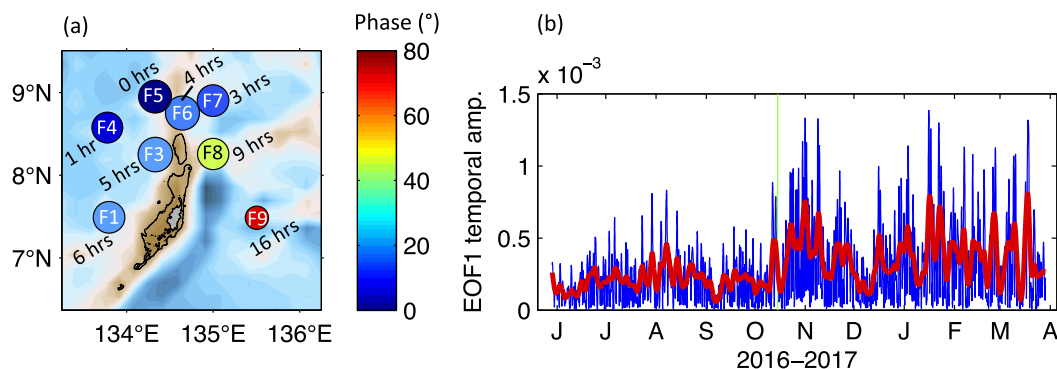 (a)
Phase (°)
(b)
80
60
40
20
0
9°N
8°N
7°N
134°E
135°E
136°E
0 hrs
4 hrs
3 hrs
1 hr
5 hrs
9 hrs
6 hrs
16 hrs
F5
F6
F7
F4
F3
F8
F1
F9
x 10⁻³
1.5
1
0.5
0
EOF1 temporal amp.
J J A S O N D J F M A
2016–2017